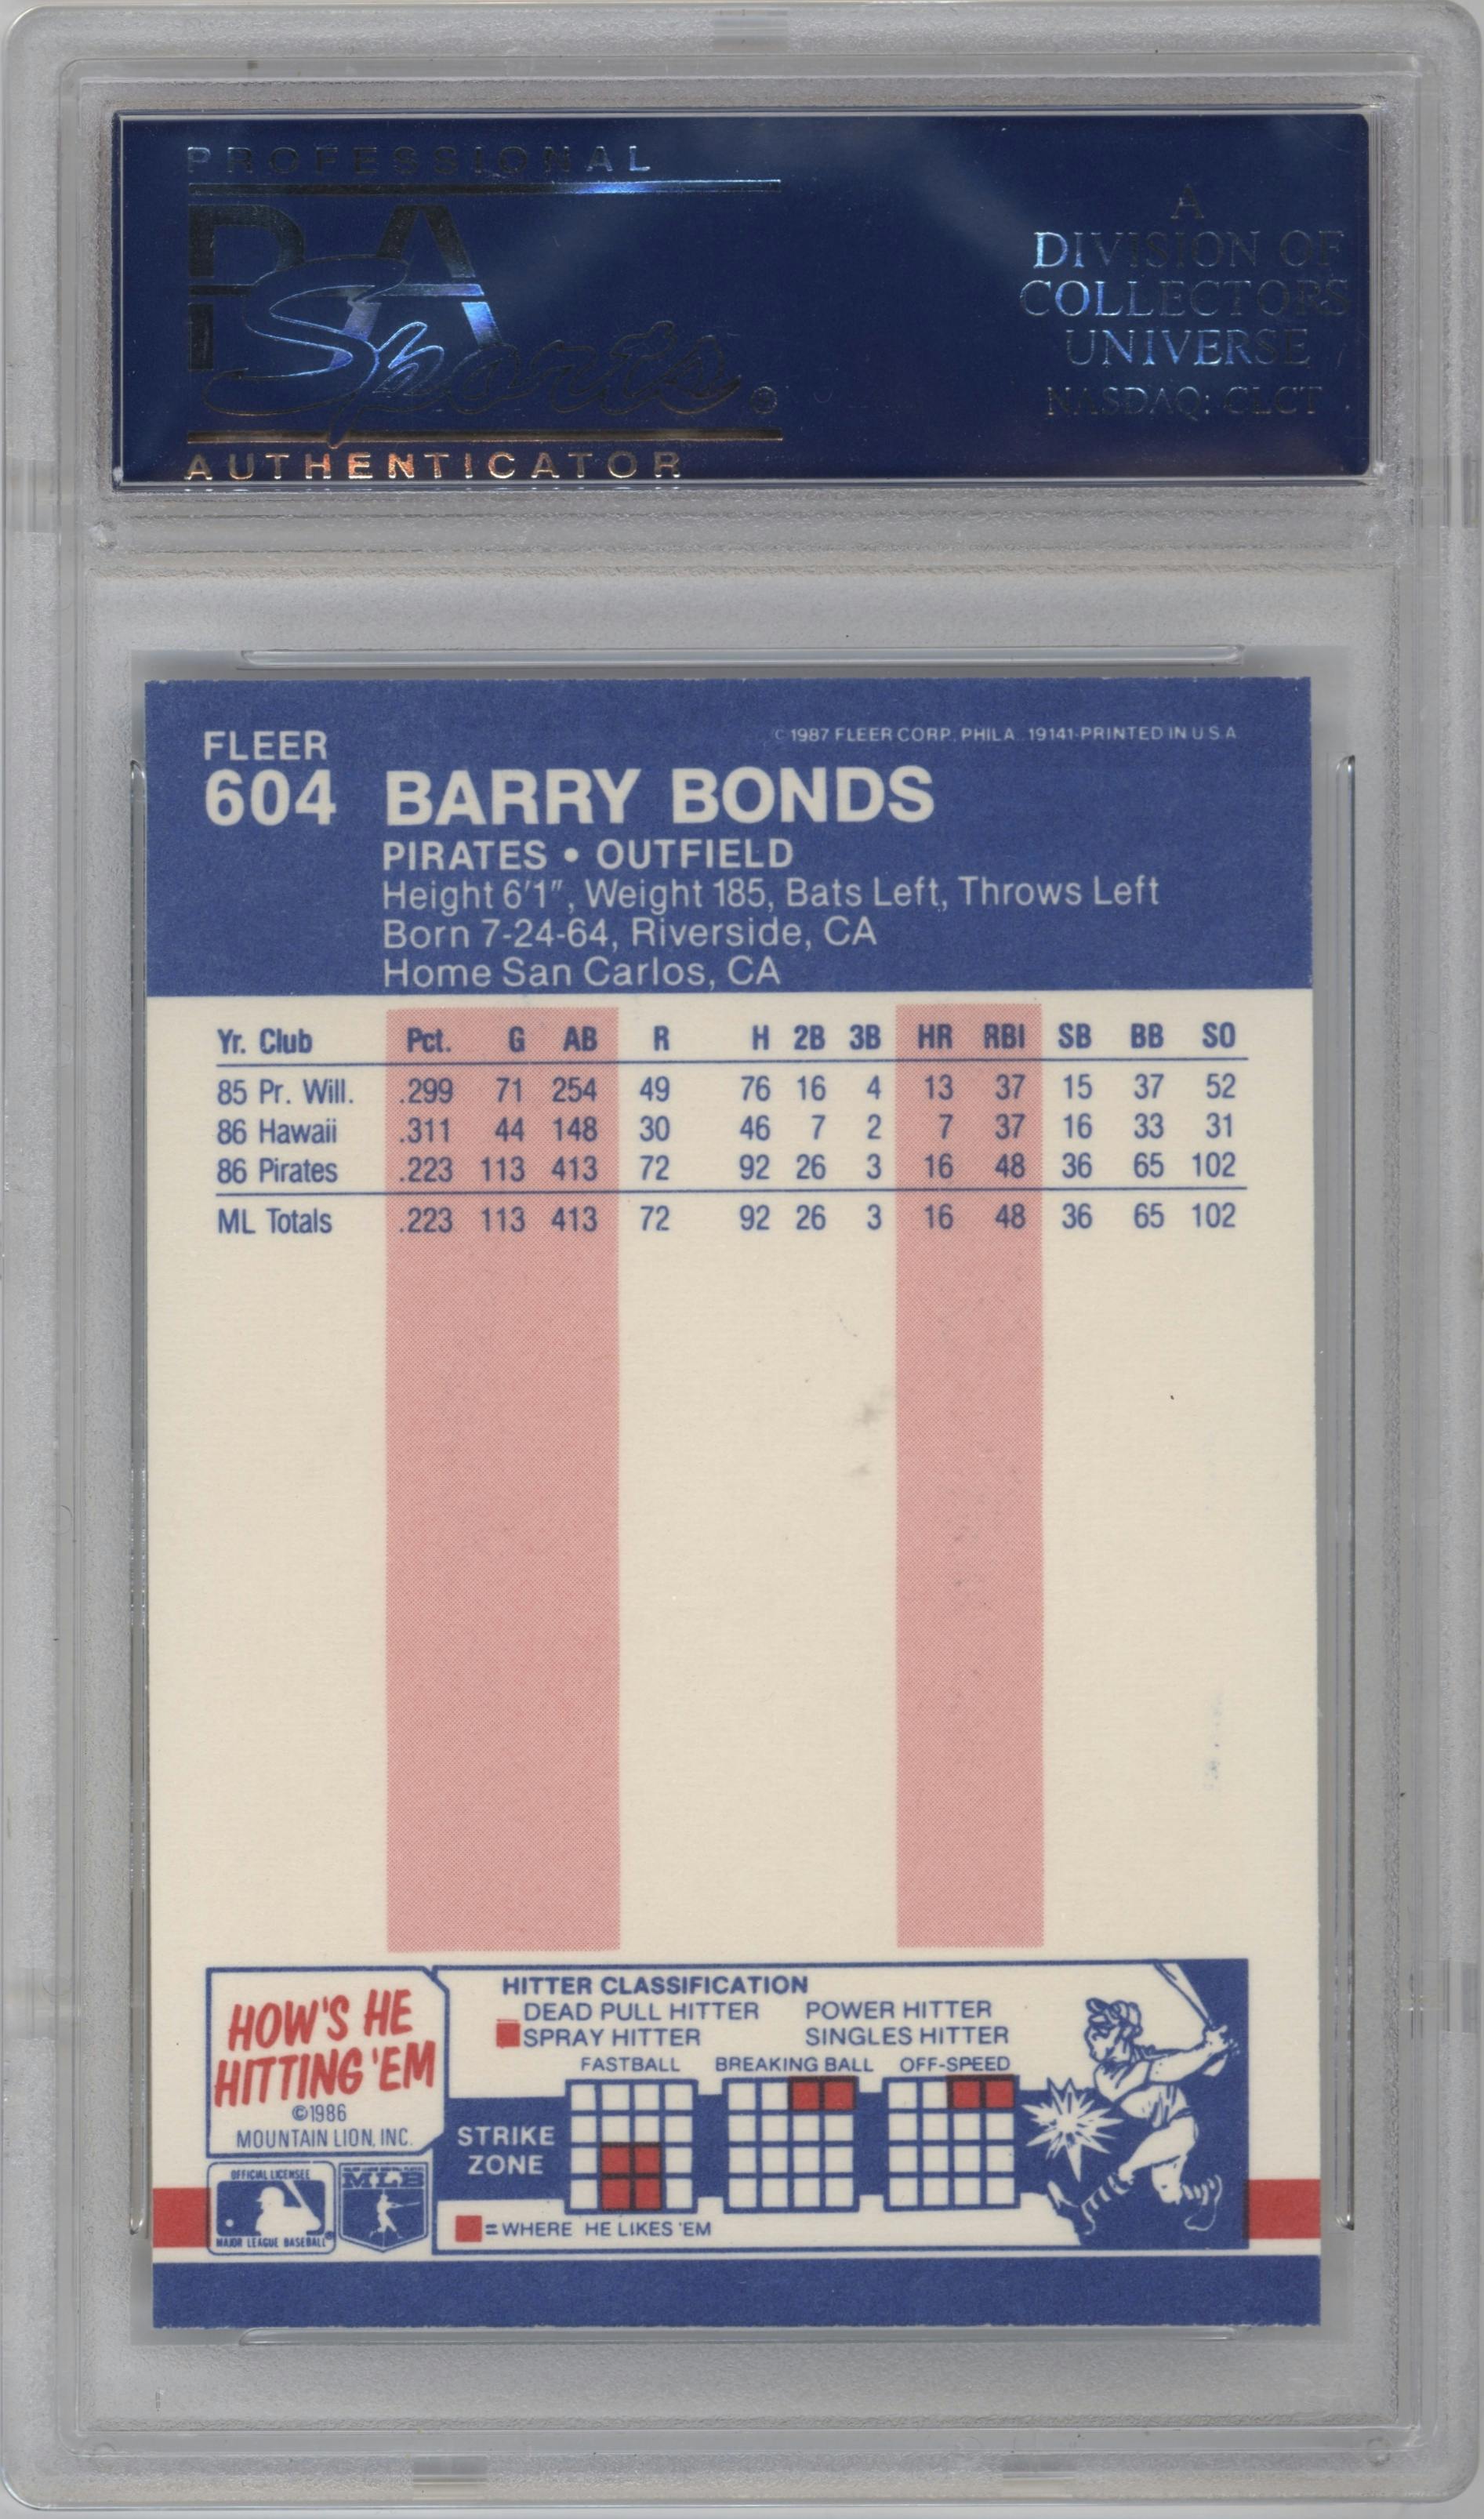 PROFESSIONAL
PSA
Sports®
AUTHENTICATOR
A
DIVISION OF
COLLECTORS
UNIVERSE
NASDAQ: CLCT
FLEER
604
© 1987 FLEER CORP. PHILA. 19141-PRINTED IN U.S.A.
BARRY BONDS
PIRATES • OUTFIELD
Height 6'1", Weight 185, Bats Left, Throws Left
Born 7-24-64, Riverside, CA
Home San Carlos, CA
Yr. Club Pct. G AB R H 2B 3B HR RBI SB BB SO
85 Pr. Will. .299 71 254 49 76 16 4 13 37 15 37 52
86 Hawaii .311 44 148 30 46 7 2 7 37 16 33 31
86 Pirates .223 113 413 72 92 26 3 16 48 36 65 102
ML Totals .223 113 413 72 92 26 3 16 48 36 65 102
HOW'S HE
HITTING 'EM
©1986
MOUNTAIN LION, INC.
OFFICIAL LICENSEE
MAJOR LEAGUE BASEBALL®
MLB
HITTER CLASSIFICATION
DEAD PULL HITTER POWER HITTER
SPRAY HITTER SINGLES HITTER
FASTBALL BREAKING BALL OFF-SPEED
STRIKE
ZONE
=WHERE HE LIKES 'EM